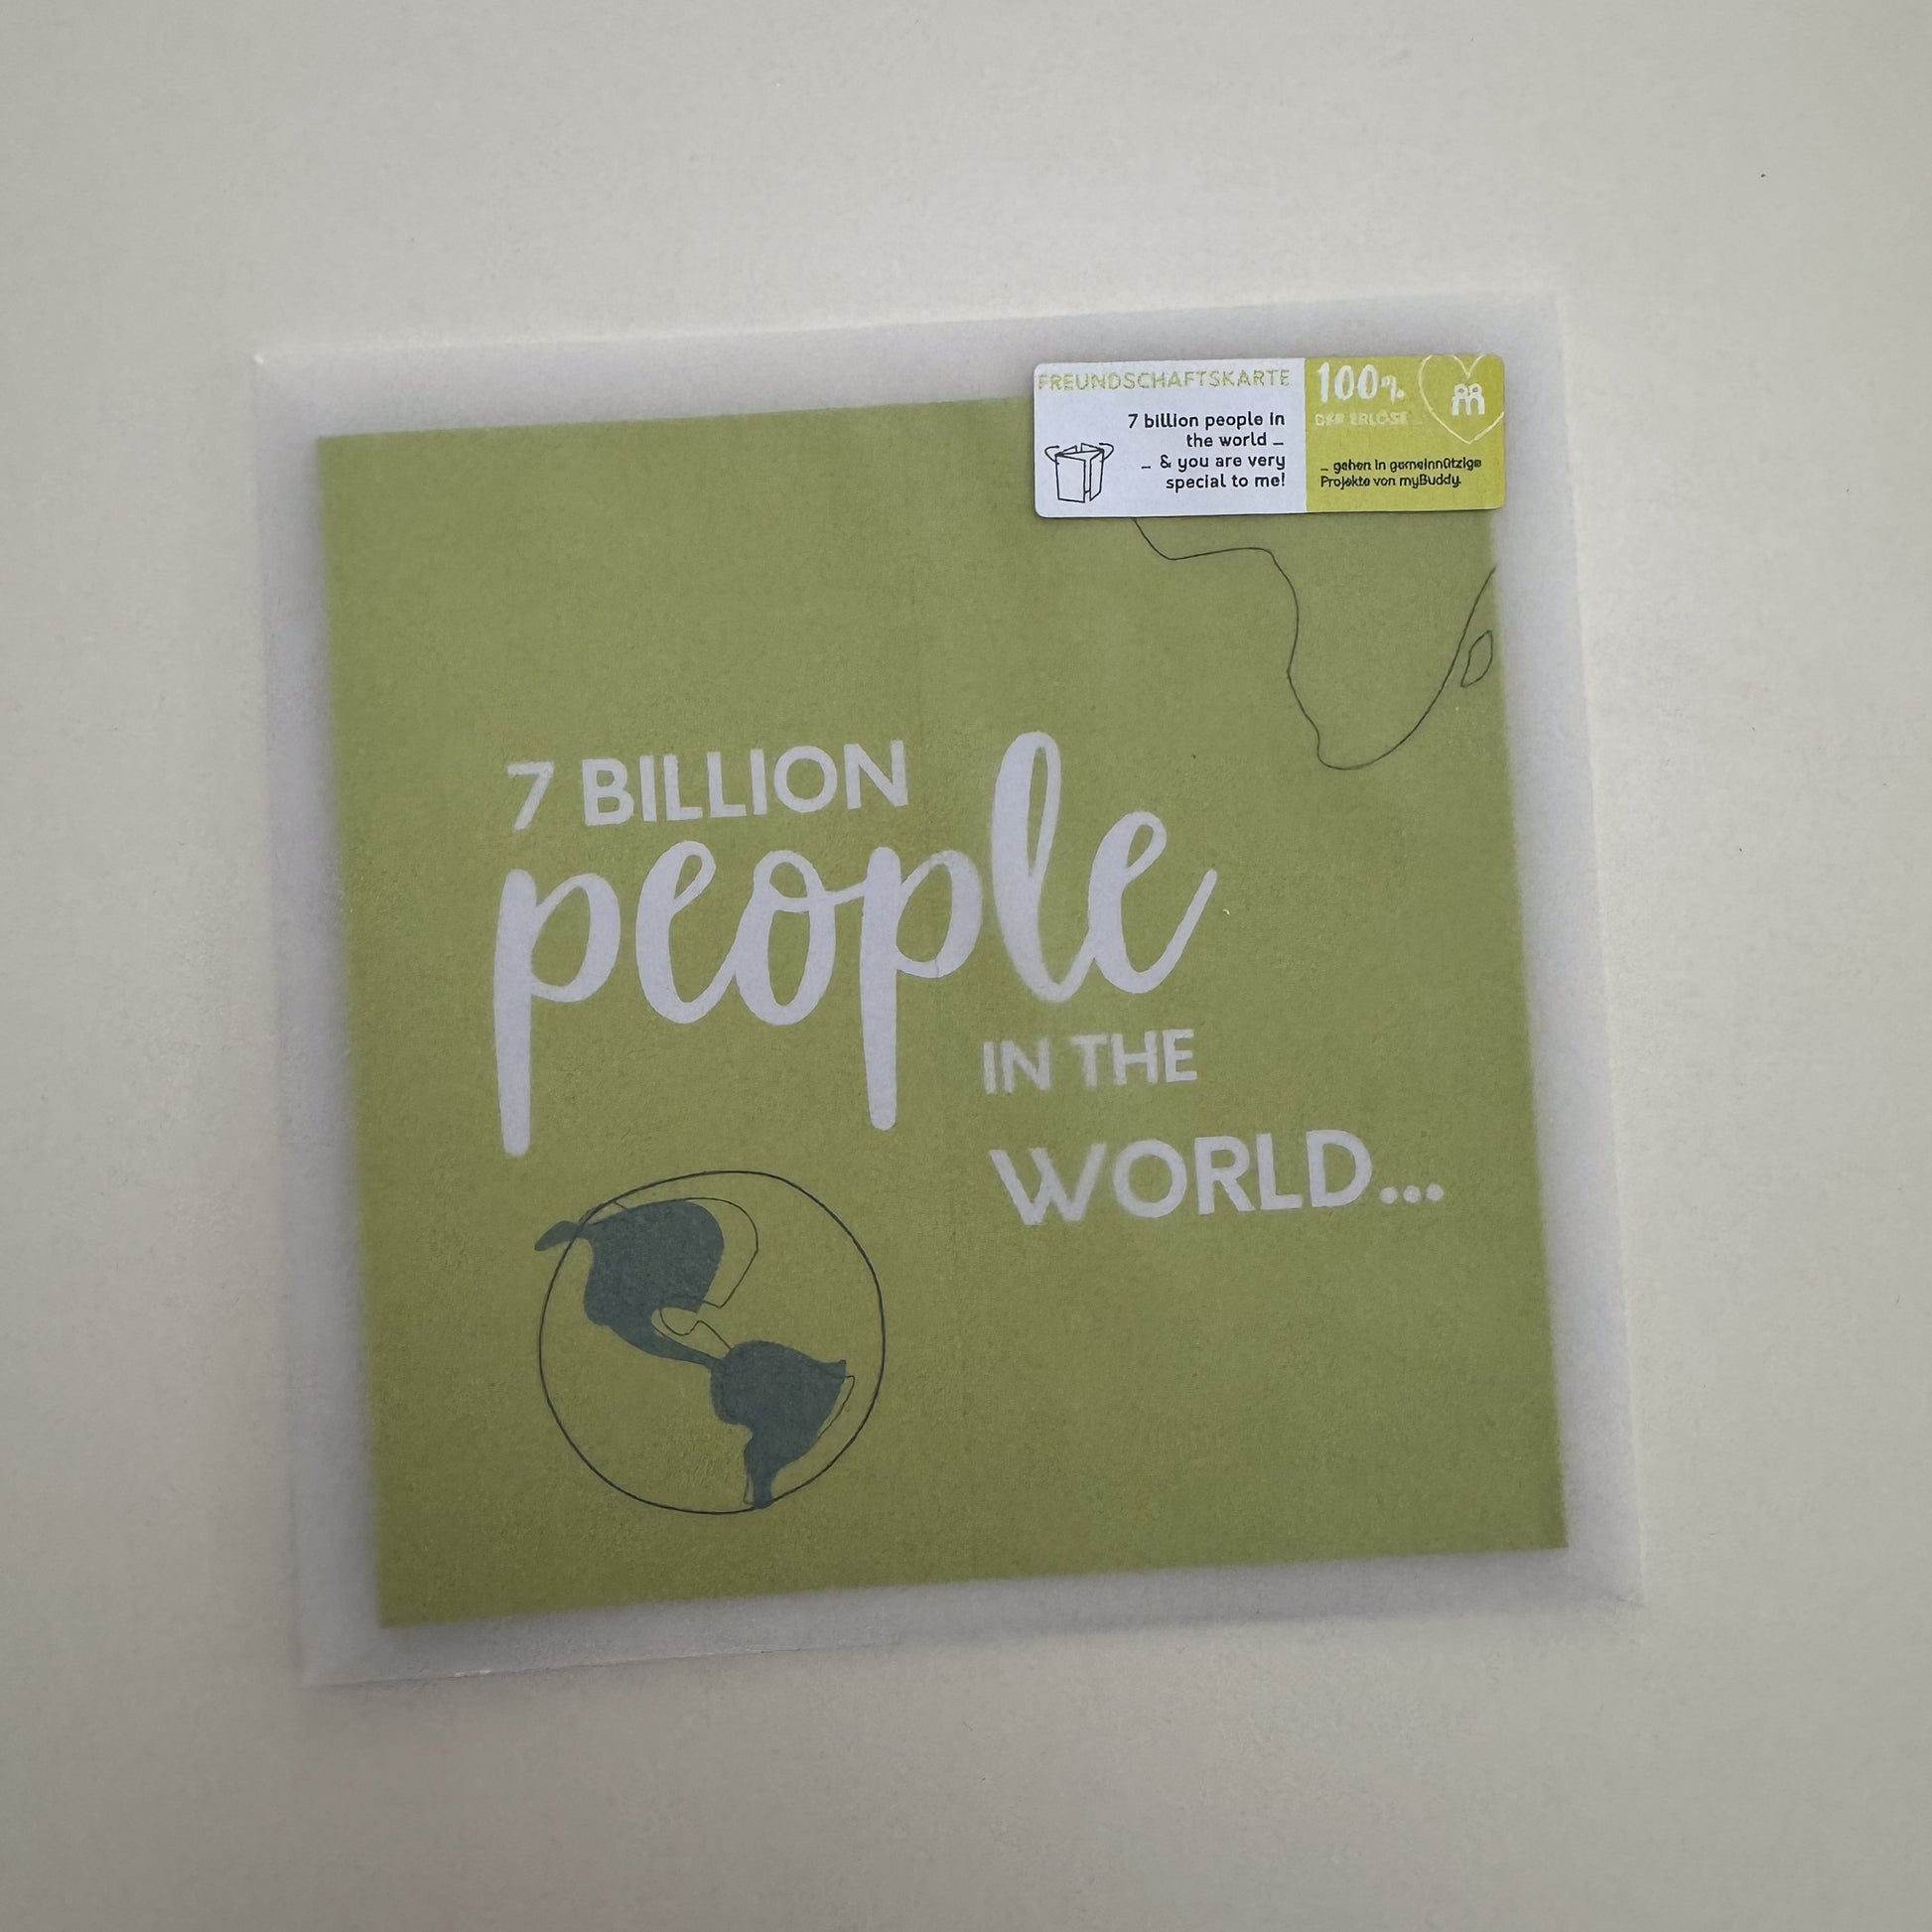 FREUNDSCHAFTSKARTE
7 billion people in
the world ...
... & you are very
special to me!
100%
DER ERLÖSE ...
... gehen in gemeinnützige
Projekte von myBuddy.
7 BILLION
people
IN THE
WORLD...